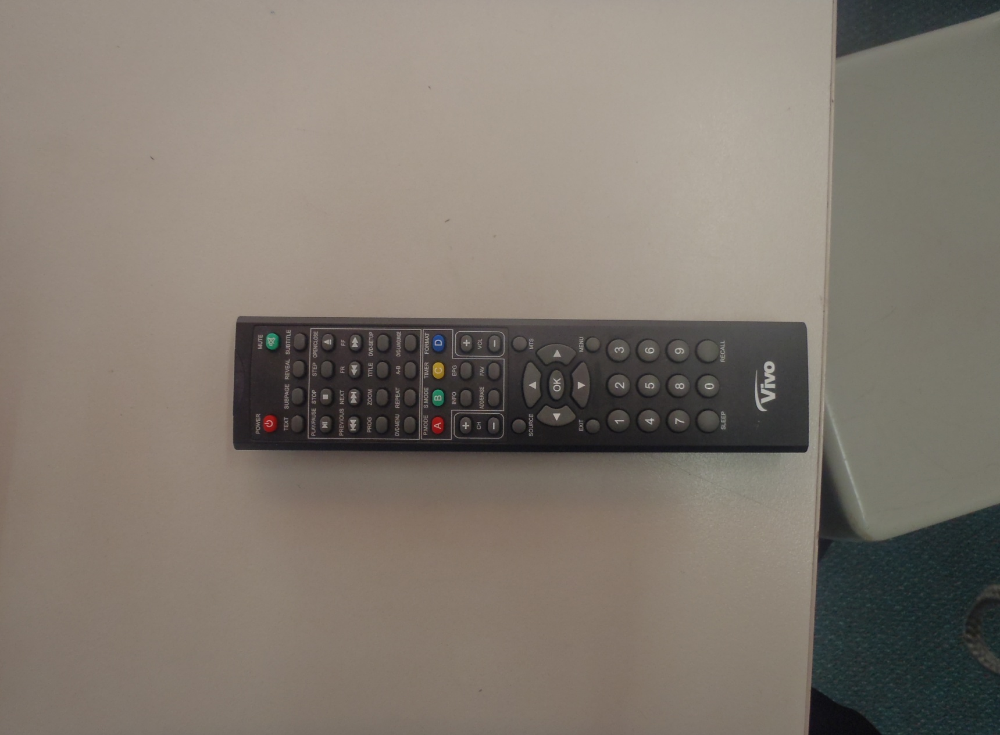 POWER MUTE
TEXT SUBPAGE REVEAL SUBTITLE
PLAY/PAUSE STOP STEP OPEN/CLOSE
PREVIOUS NEXT FR FF
PROG ZOOM TITLE DVD-SETUP
DVD-MENU REPEAT A-B DVD-LANGUAGE
P.MODE S.MODE TIMER FORMAT
A B C D
INFO EPG
+ +
CH ADD/ERASE FAV VOL
- -
SOURCE MTS
OK
EXIT MENU
1 2 3
4 5 6
7 8 9
0
SLEEP RECALL
Vivo